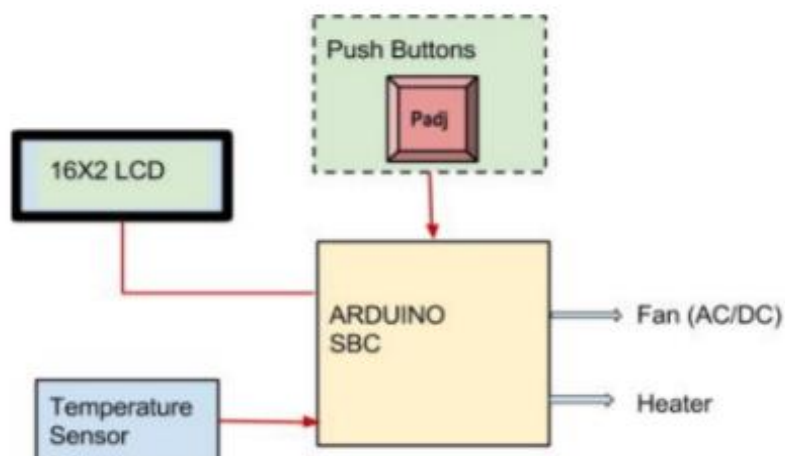 Push Buttons
Padj
16X2 LCD
ARDUINO
SBC
Fan (AC/DC)
Heater
Temperature
Sensor